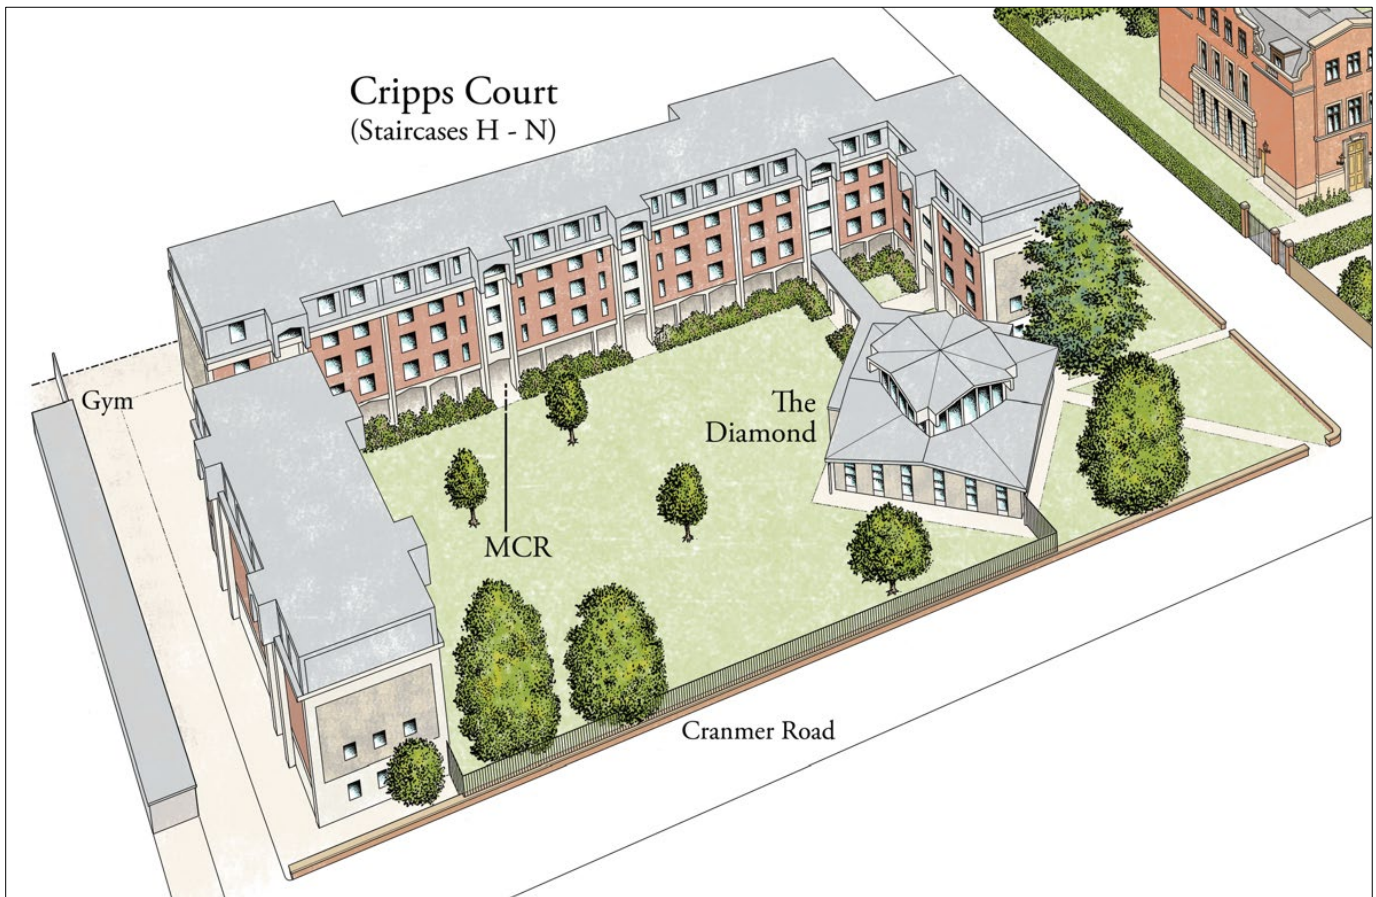 Cripps Court
(Staircases H - N)
Gym
The
Diamond
MCR
Cranmer Road